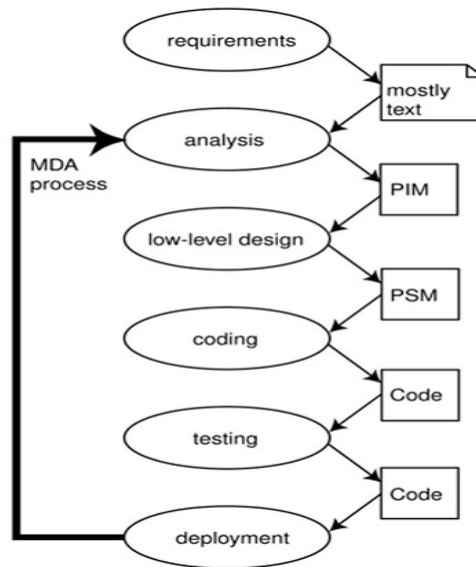 requirements
mostly
text
analysis
MDA
process
PIM
low-level design
PSM
coding
Code
testing
Code
deployment